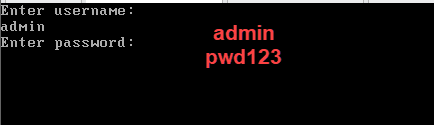 Enter username:
admin
Enter password:
admin
pwd123